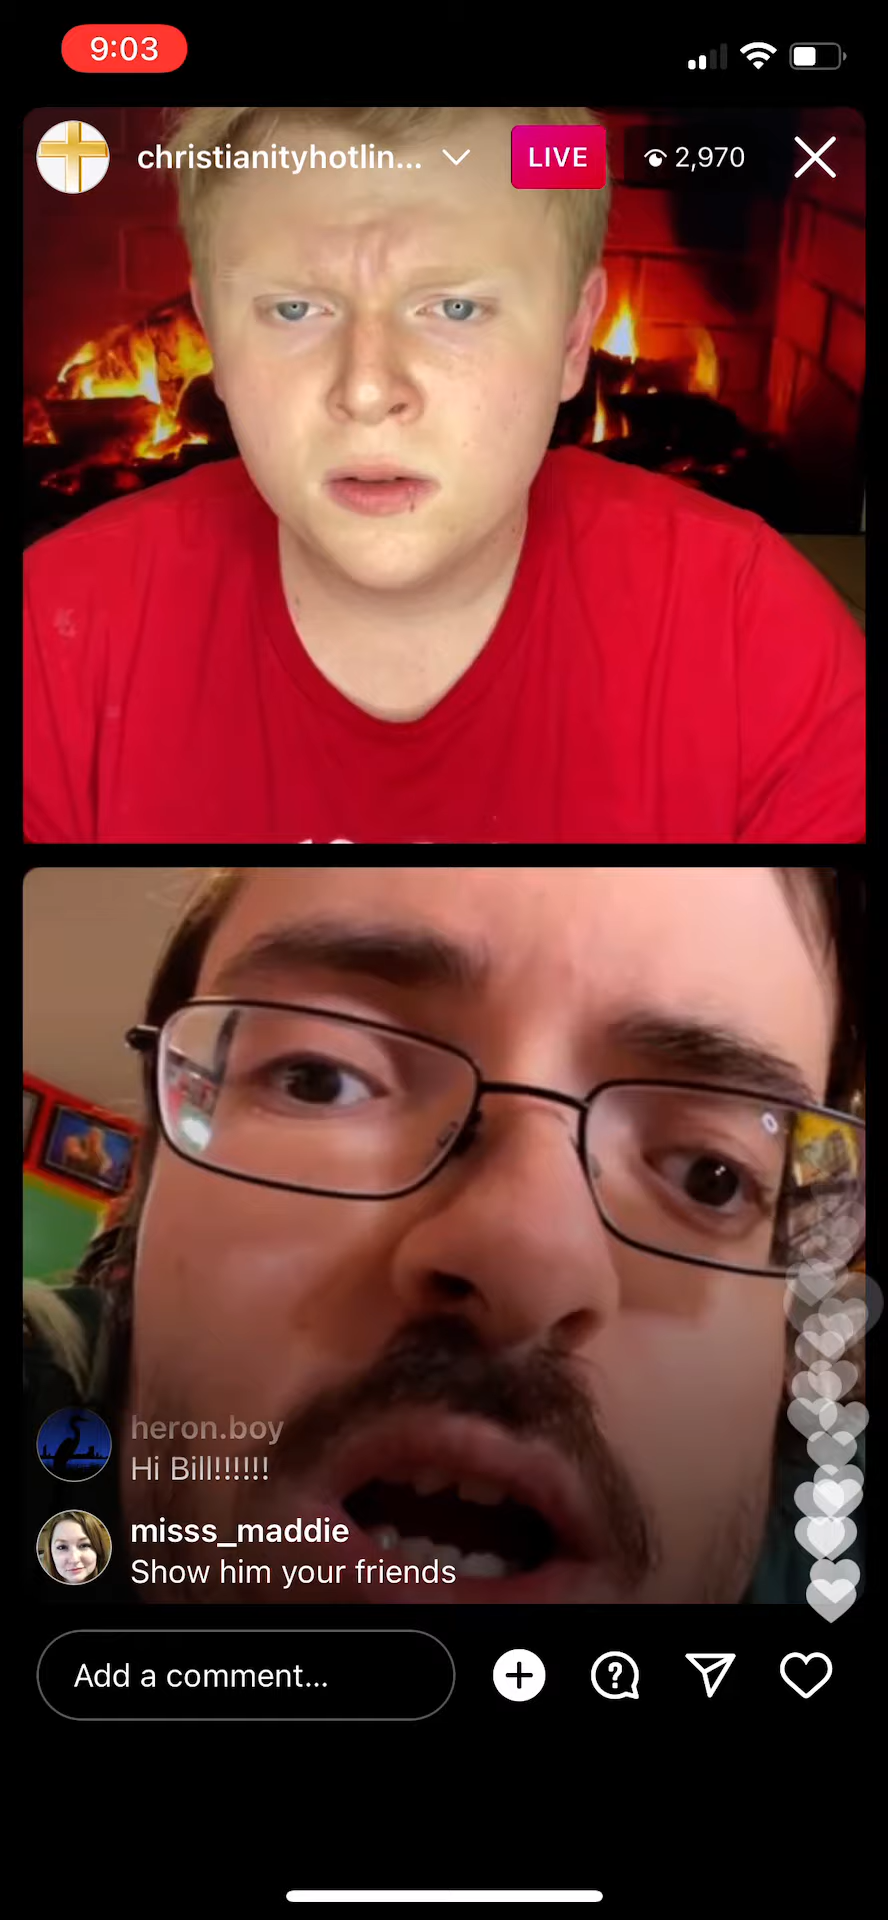 9:03
christianityhotlin...
LIVE
2,970
heron.boy
Hi Bill!!!!!!
misss_maddie
Show him your friends
Add a comment...